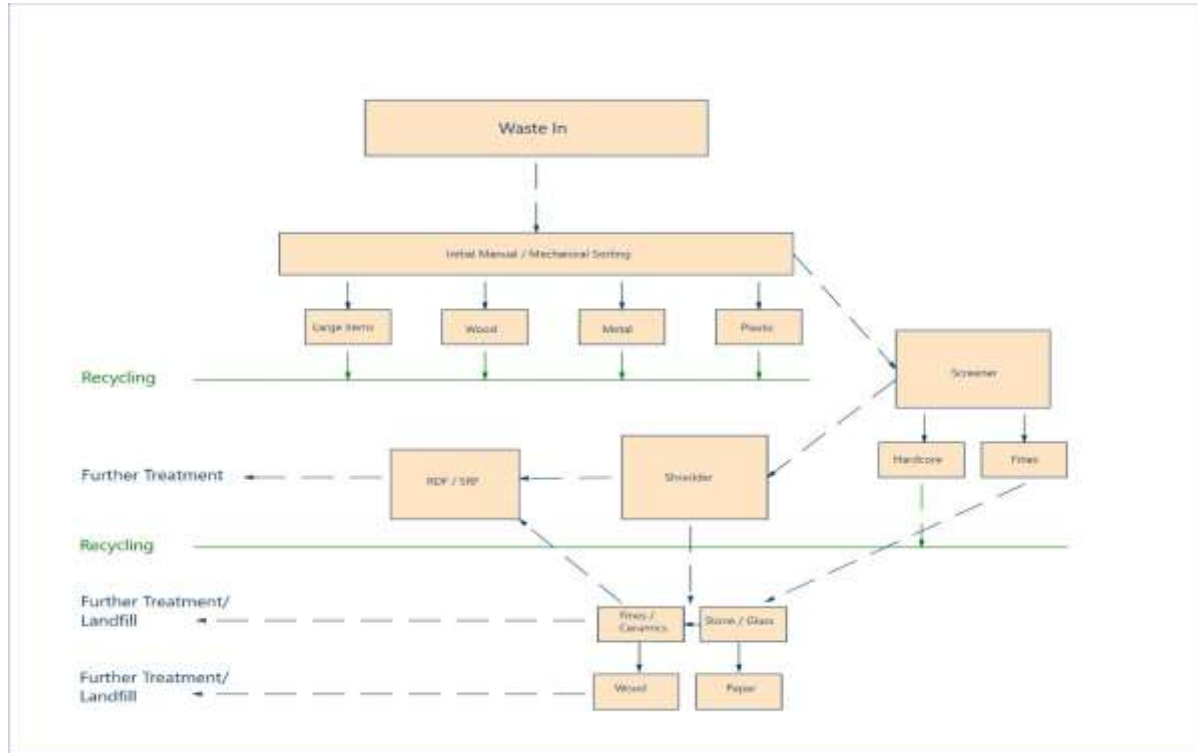 Waste In
Initial Manual / Mechanical Sorting
Large Items
Wood
Metal
Plastic
Recycling
Screener
Hardcore
Fines
Further Treatment
RDF / SRF
Shredder
Recycling
Further Treatment/
Landfill
Fines /
Ceramics
Stone / Glass
Further Treatment/
Landfill
Wood
Paper